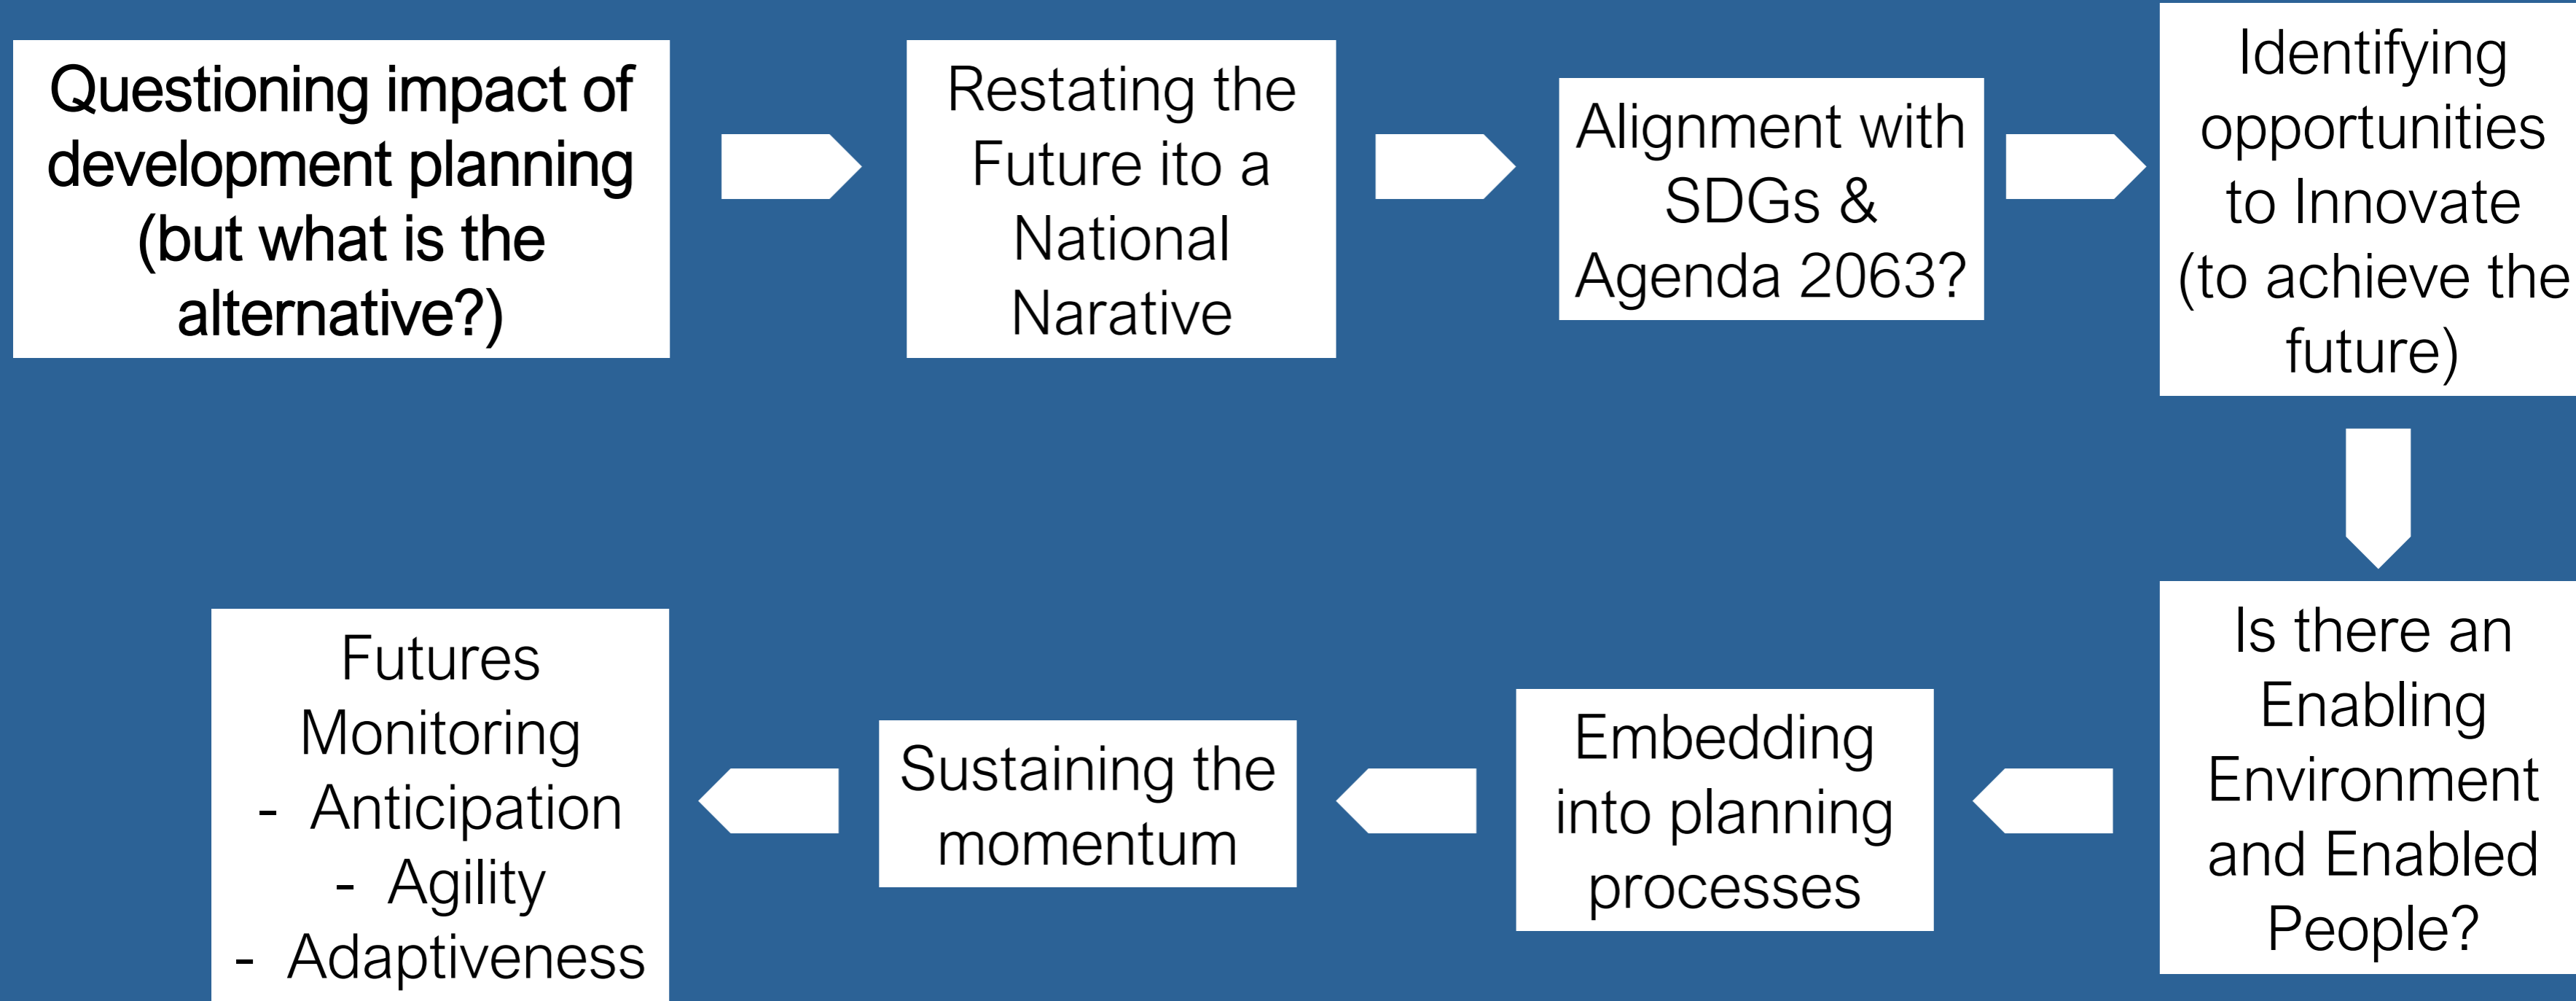 Questioning impact of
development planning
(but what is the
alternative?)
Restating the
Future ito a
National
Narative
Alignment with
SDGs &
Agenda 2063?
Identifying
opportunities
to Innovate
(to achieve the
future)
Is there an
Enabling
Environment
and Enabled
People?
Embedding
into planning
processes
Sustaining the
momentum
Futures
Monitoring
- Anticipation
- Agility
- Adaptiveness